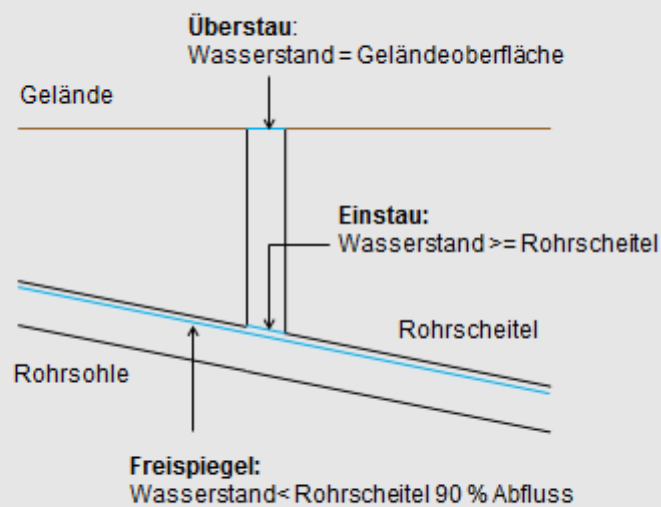 Überstau:
Wasserstand = Geländeoberfläche
Gelände
Einstau:
Wasserstand >= Rohrscheitel
Rohrscheitel
Rohrsohle
Freispiegel:
Wasserstand< Rohrscheitel 90 % Abfluss